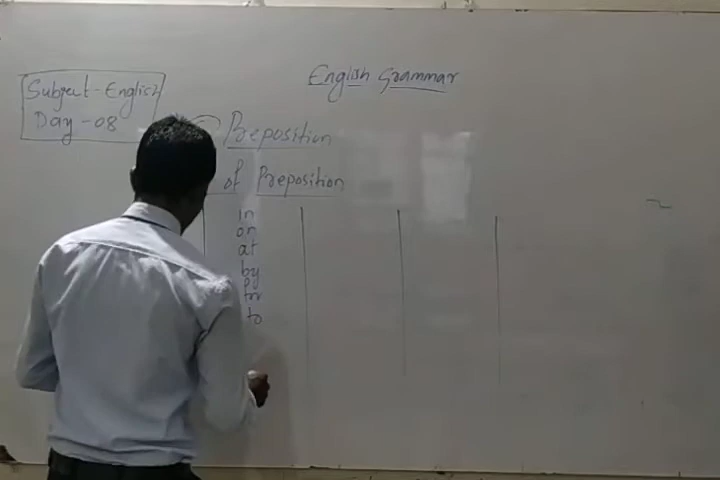 English Grammar
Subject - English
Day - 08
Preposition
of Preposition
in
on
at
by
to